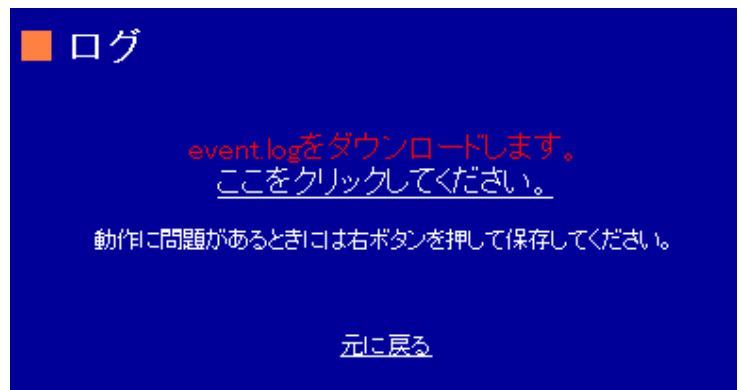 ログ
event.logをダウンロードします。
ここをクリックしてください。
動作に問題があるときには右ボタンを押して保存してください。
元に戻る